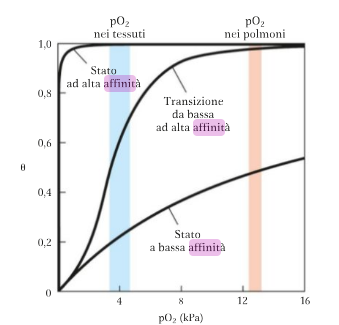 pO₂
nei tessuti
pO₂
nei polmoni
1,0
Stato
ad alta affinità
0,8
Transizione
da bassa
ad alta affinità
0,6
θ
0,4
0,2
Stato
a bassa affinità
0
4
8
12
16
pO₂ (kPa)